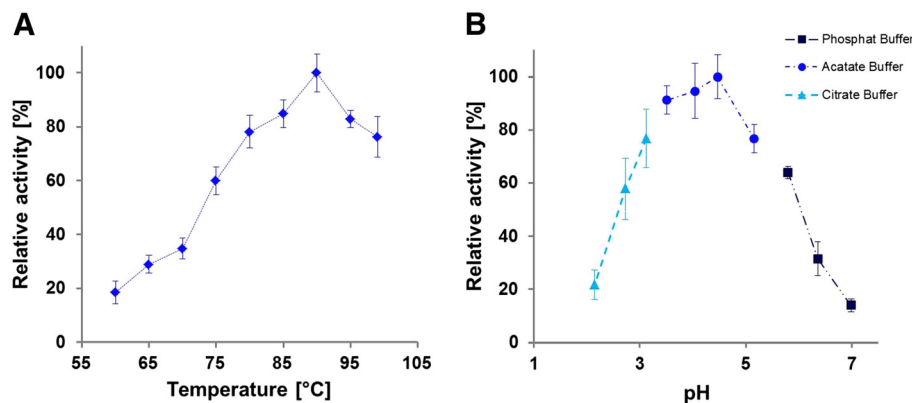 A
Relative activity [%]
100
80
60
40
20
0
55 65 75 85 95 105
Temperature [°C]
B
Phosphat Buffer
Acatate Buffer
Citrate Buffer
Relative activity [%]
100
80
60
40
20
0
1 3 5 7
pH